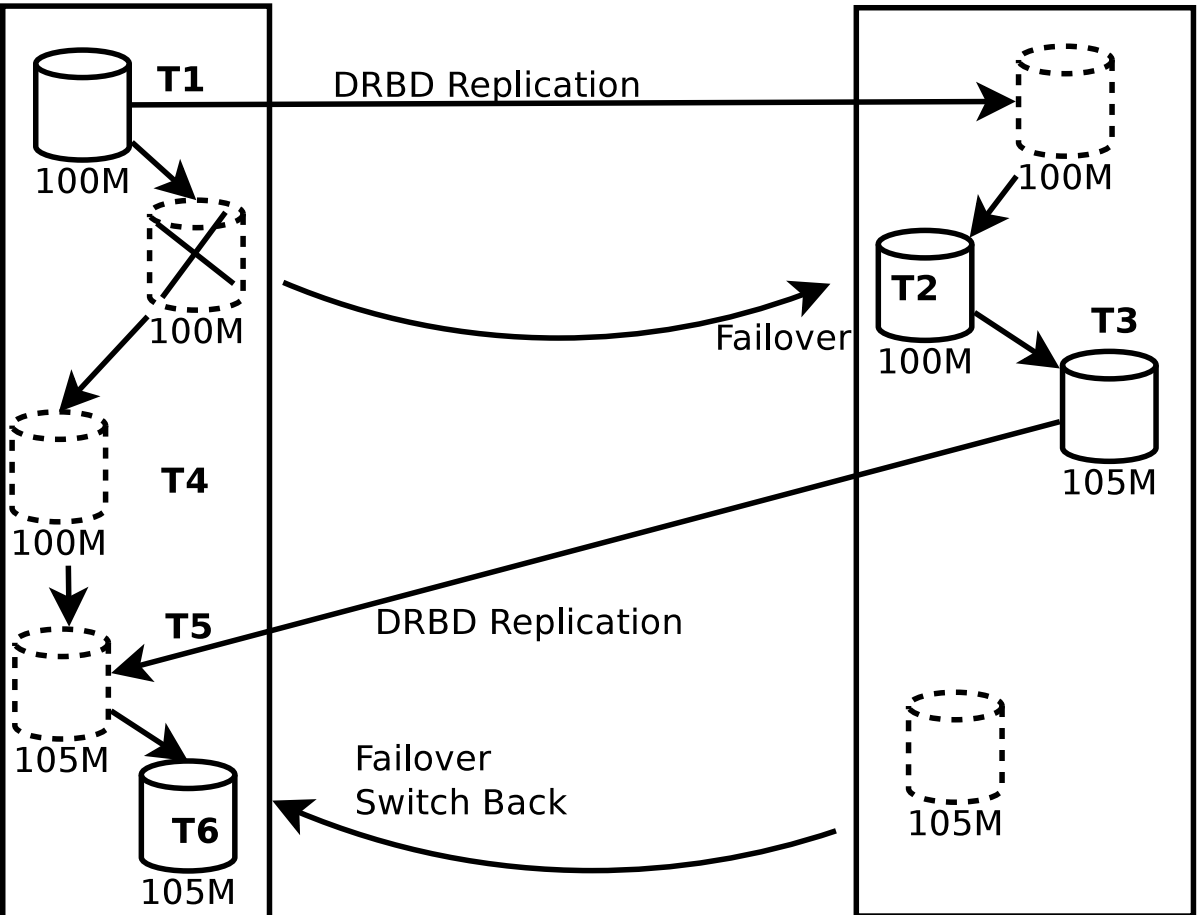 T1
DRBD Replication
100M
100M
100M
Failover
T2
T3
100M
105M
T4
100M
T5
DRBD Replication
105M
Failover
Switch Back
T6
105M
105M